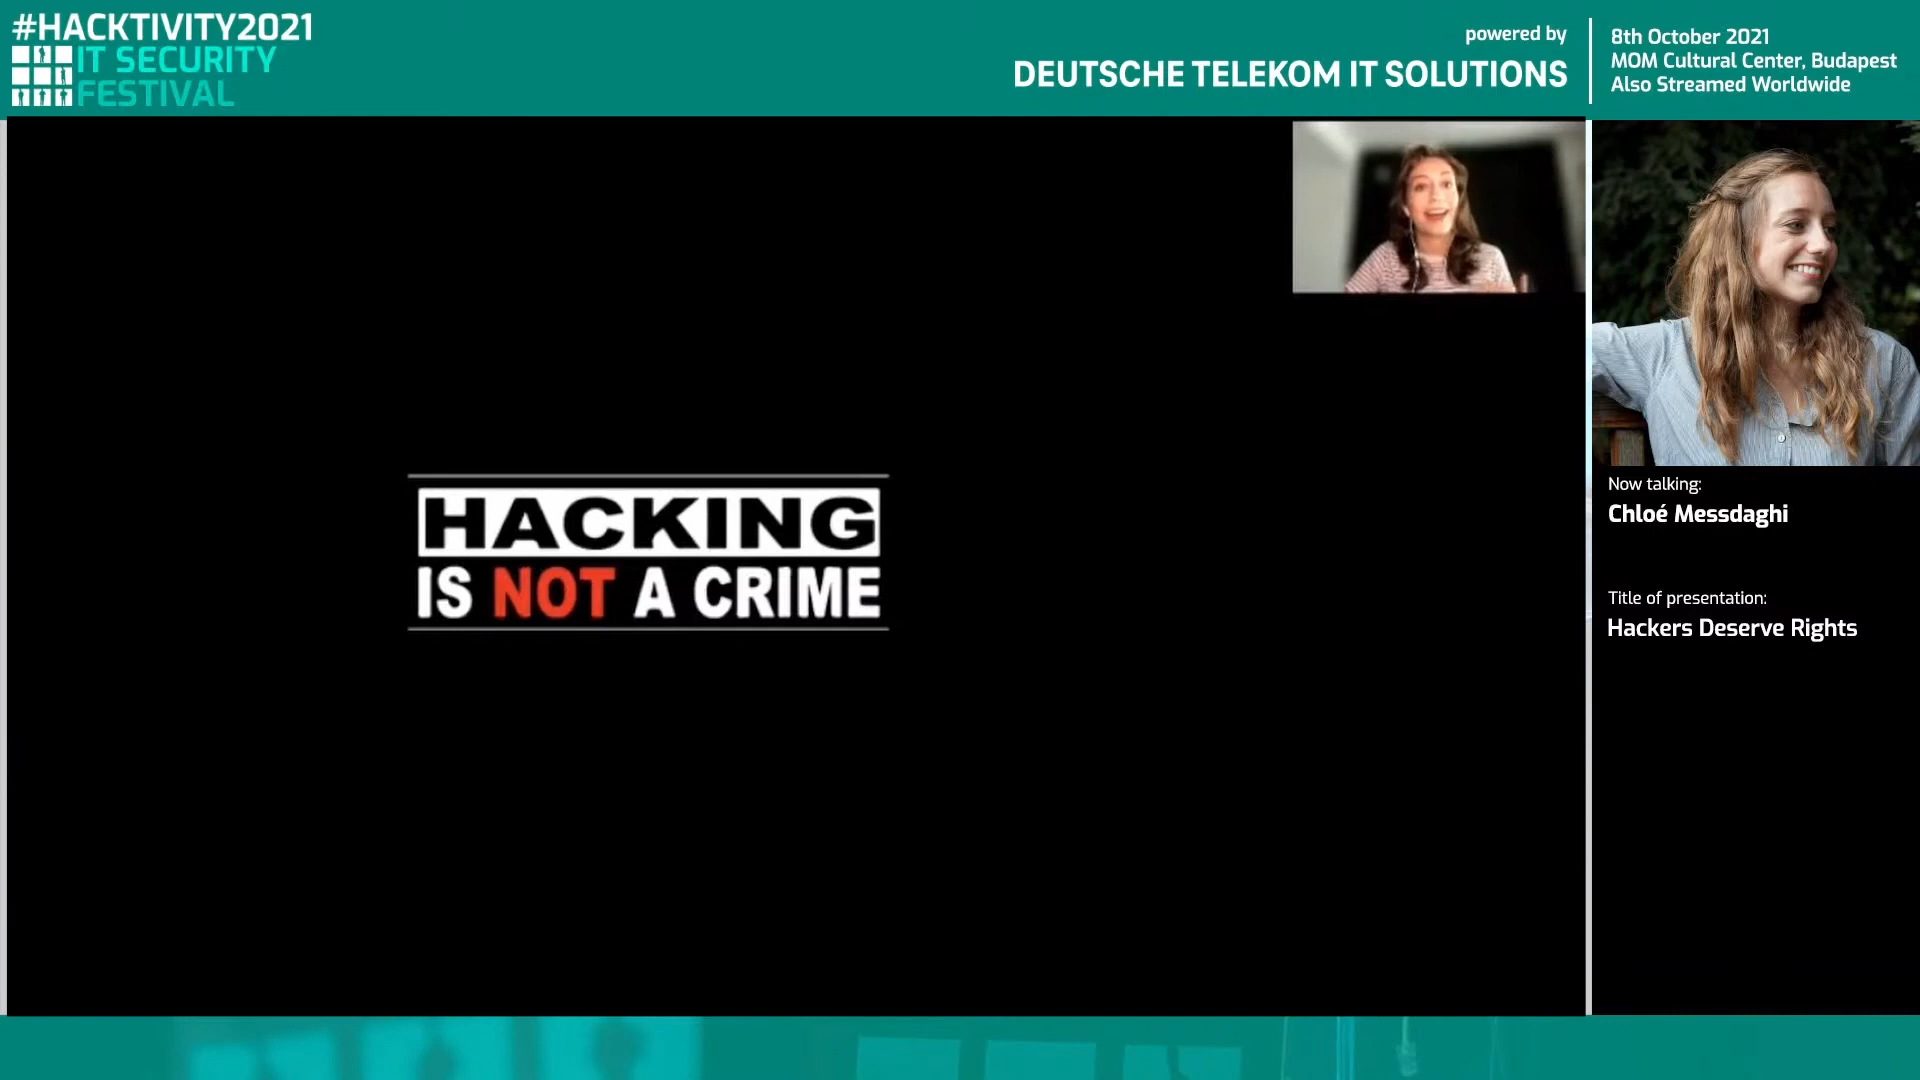 #HACKTIVITY2021
IT SECURITY
FESTIVAL
powered by
DEUTSCHE TELEKOM IT SOLUTIONS
8th October 2021
MOM Cultural Center, Budapest
Also Streamed Worldwide
HACKING
IS NOT A CRIME
Now talking:
Chloé Messdaghi
Title of presentation:
Hackers Deserve Rights